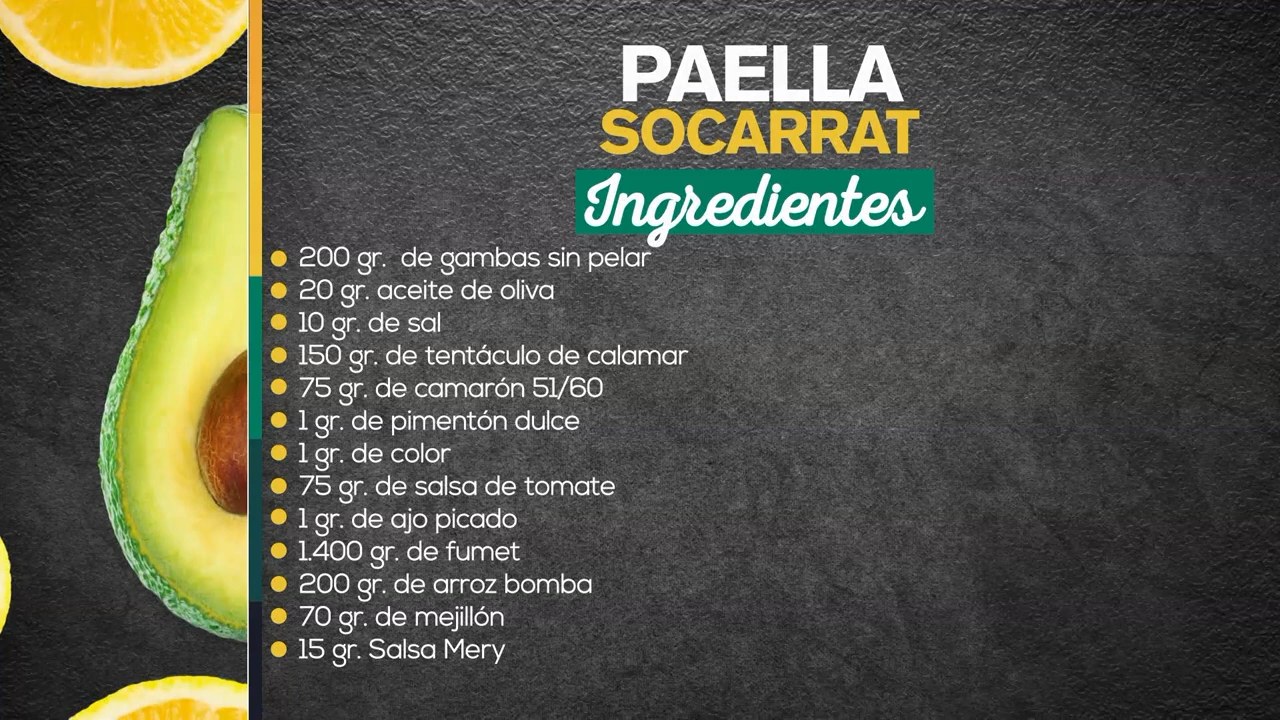 PAELLA
SOCARRAT
Ingredientes
200 gr. de gambas sin pelar
20 gr. aceite de oliva
10 gr. de sal
150 gr. de tentáculo de calamar
75 gr. de camarón 51/60
1 gr. de pimentón dulce
1 gr. de color
75 gr. de salsa de tomate
1 gr. de ajo picado
1.400 gr. de fumet
200 gr. de arroz bomba
70 gr. de mejillón
15 gr. Salsa Mery